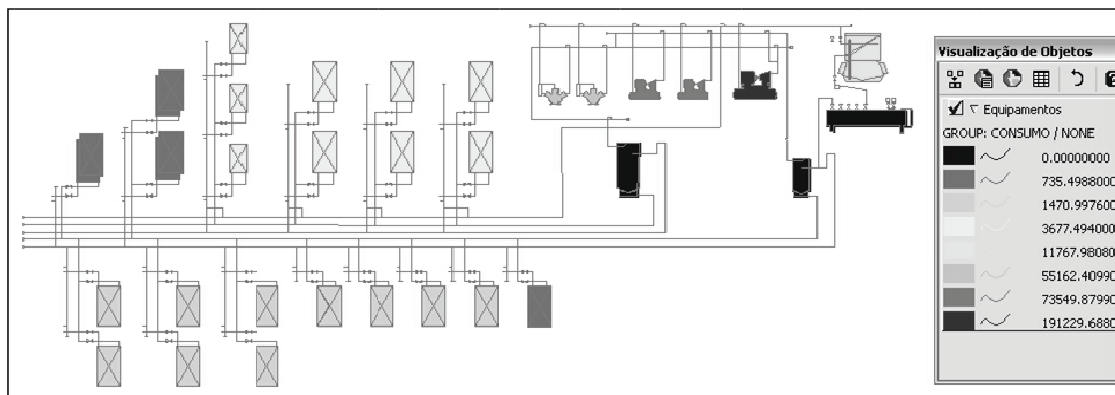 Visualização de Objetos
Equipamentos
GROUP: CONSUMO / NONE
0.00000000
735.4988000
1470.997600
3677.494000
11767.98080
55162.40990
73549.87990
191229.6880